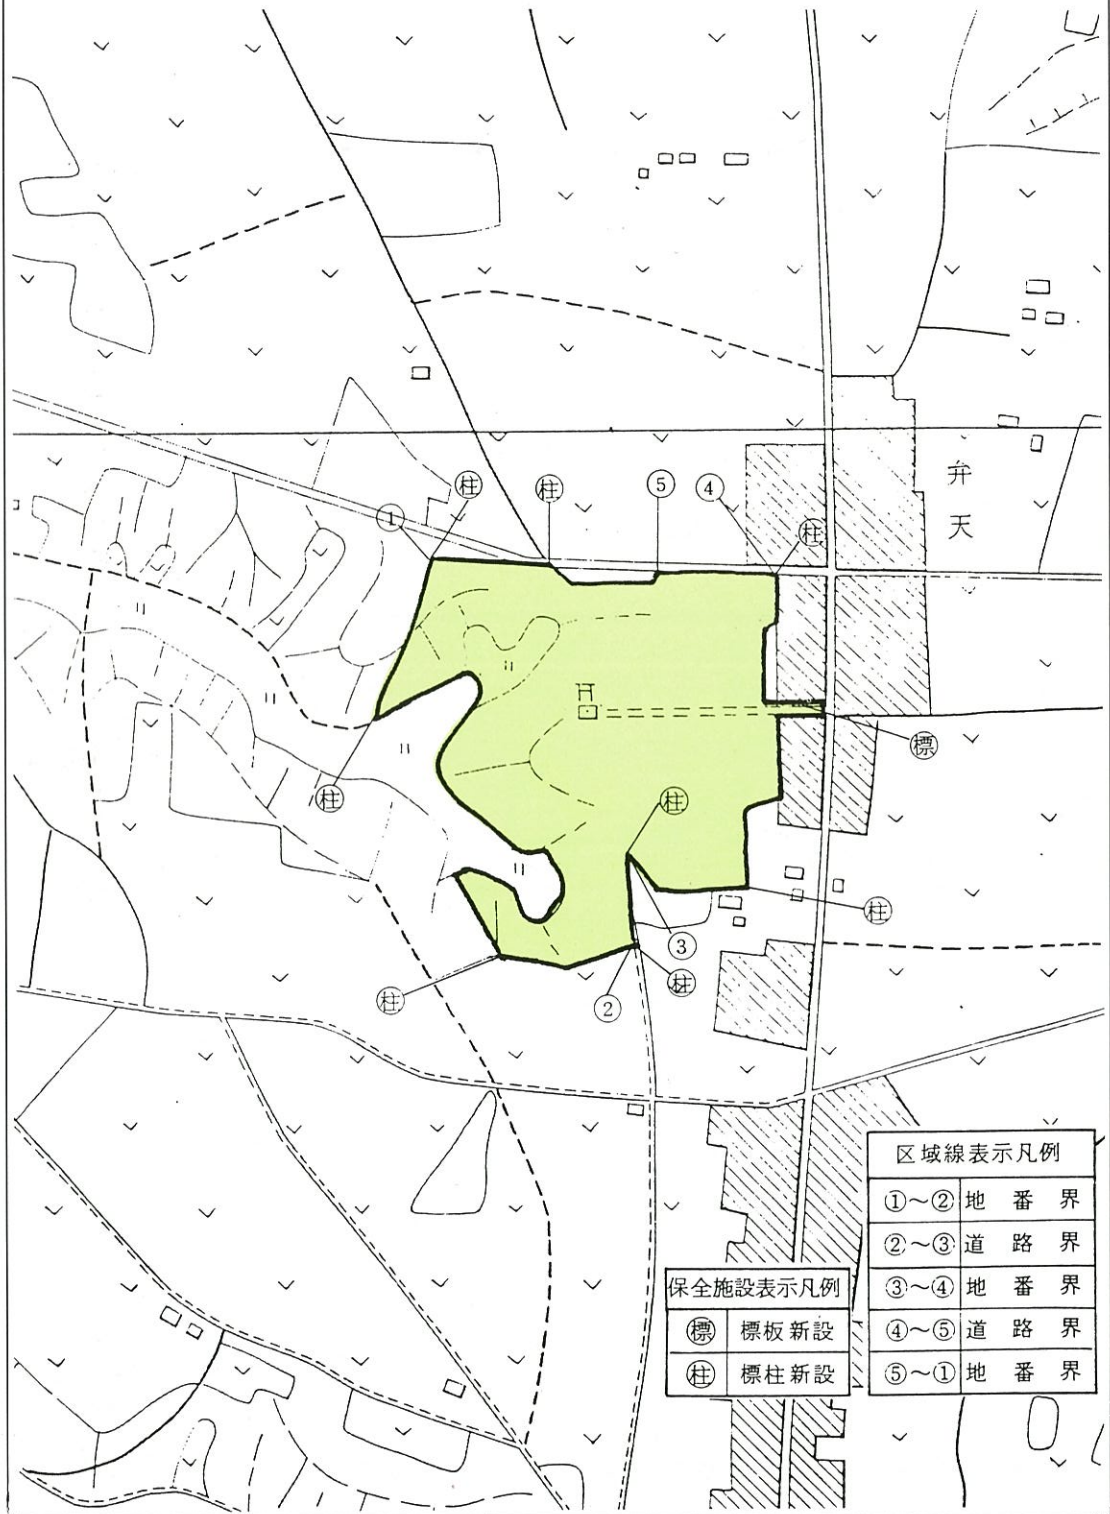 弁天
柱
柱
⑤
④
①
柱
標
柱
柱
柱
③
柱
柱
②
区域線表示凡例
①～② 地番界
②～③ 道路界
③～④ 地番界
④～⑤ 道路界
⑤～① 地番界
保全施設表示凡例
標 標板新設
柱 標柱新設